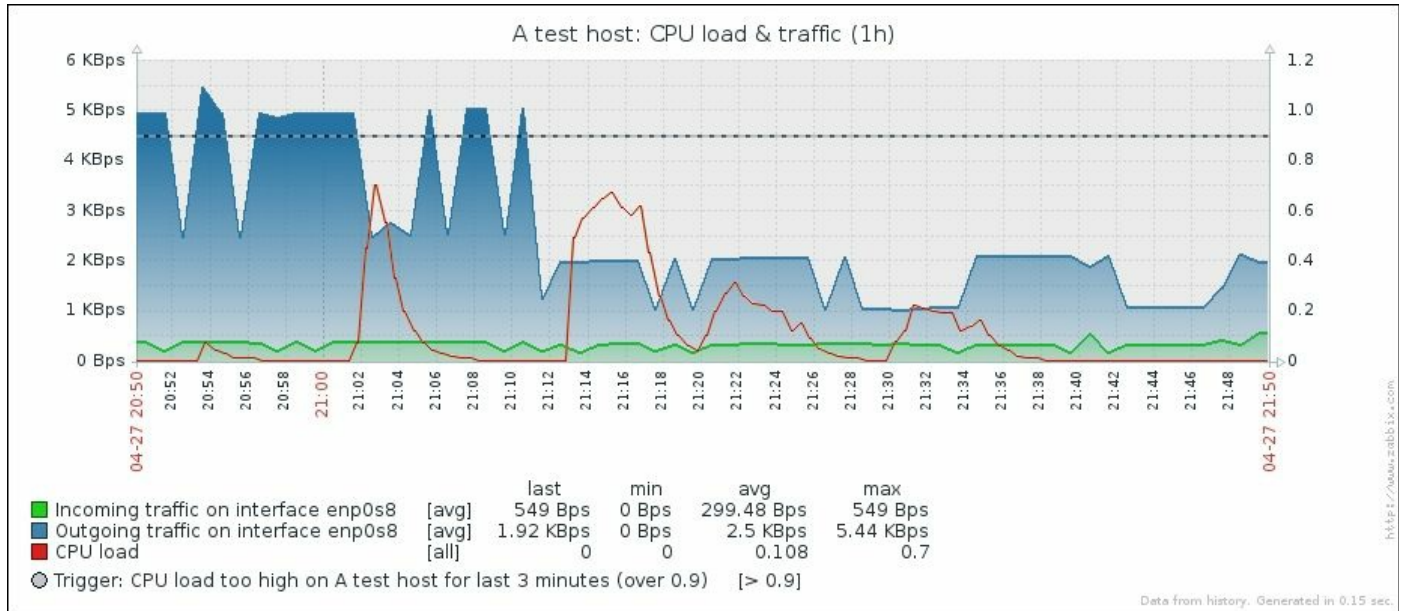 A test host: CPU load & traffic (1h)
6 KBps
5 KBps
4 KBps
3 KBps
2 KBps
1 KBps
0 Bps
1.2
1.0
0.8
0.6
0.4
0.2
0
04-27 20:50
20:52
20:54
20:56
20:58
21:00
21:02
21:04
21:06
21:08
21:10
21:12
21:14
21:16
21:18
21:20
21:22
21:24
21:26
21:28
21:30
21:32
21:34
21:36
21:38
21:40
21:42
21:44
21:46
21:48
04-27 21:50
http://www.zabbix.com
last min avg max
Incoming traffic on interface enp0s8 [avg] 549 Bps 0 Bps 299.48 Bps 549 Bps
Outgoing traffic on interface enp0s8 [avg] 1.92 KBps 0 Bps 2.5 KBps 5.44 KBps
CPU load [all] 0 0 0.108 0.7
Trigger: CPU load too high on A test host for last 3 minutes (over 0.9) [> 0.9]
Data from history. Generated in 0.15 sec.